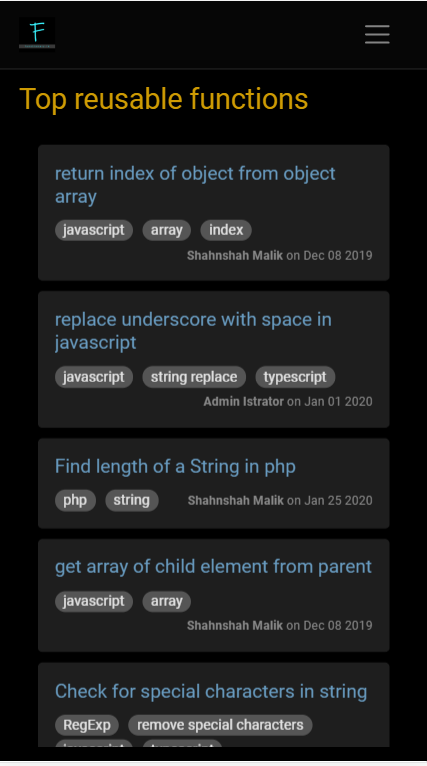 F
Top reusable functions
return index of object from object
array
javascript array index
Shahnshah Malik on Dec 08 2019
replace underscore with space in
javascript
javascript string replace typescript
Admin Istrator on Jan 01 2020
Find length of a String in php
php string Shahnshah Malik on Jan 25 2020
get array of child element from parent
javascript array
Shahnshah Malik on Dec 08 2019
Check for special characters in string
RegExp remove special characters
javascript typescript